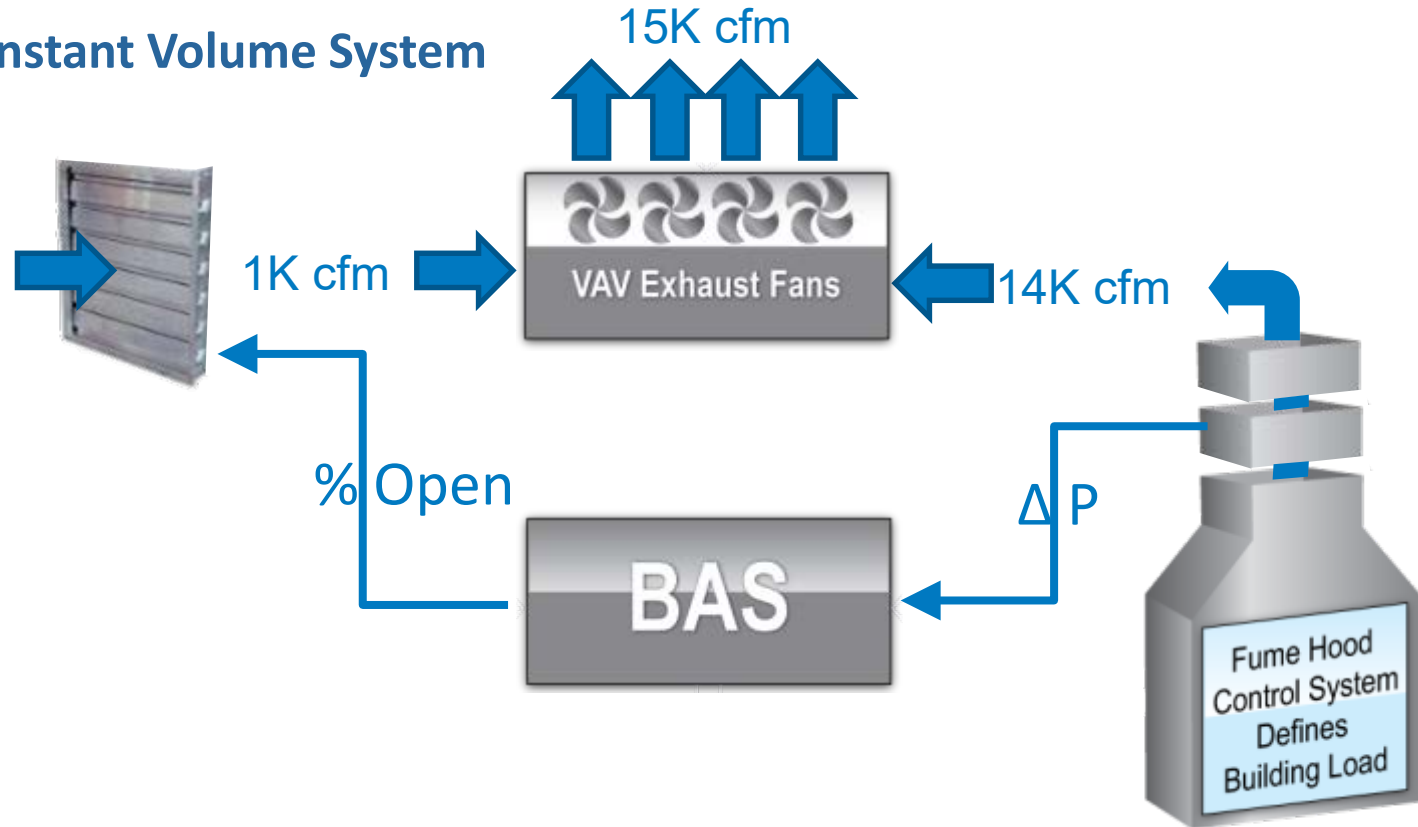 nstant Volume System
15K cfm
1K cfm
VAV Exhaust Fans
14K cfm
% Open
Δ P
BAS
Fume Hood
Control System
Defines
Building Load